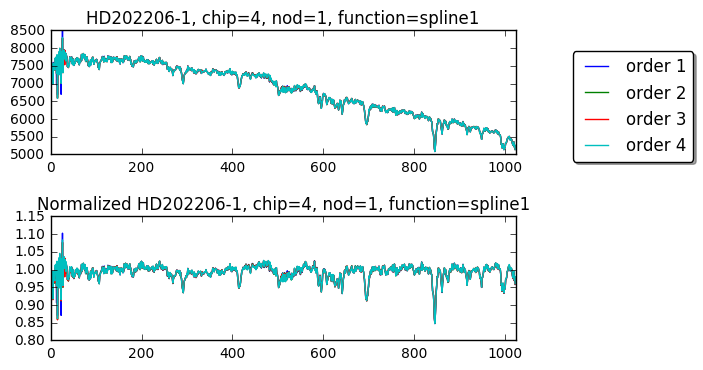 HD202206-1, chip=4, nod=1, function=spline1
8500
8000
7500
7000
6500
6000
5500
5000
0 200 400 600 800 1000
order 1
order 2
order 3
order 4
Normalized HD202206-1, chip=4, nod=1, function=spline1
1.15
1.10
1.05
1.00
0.95
0.90
0.85
0.80
0 200 400 600 800 1000